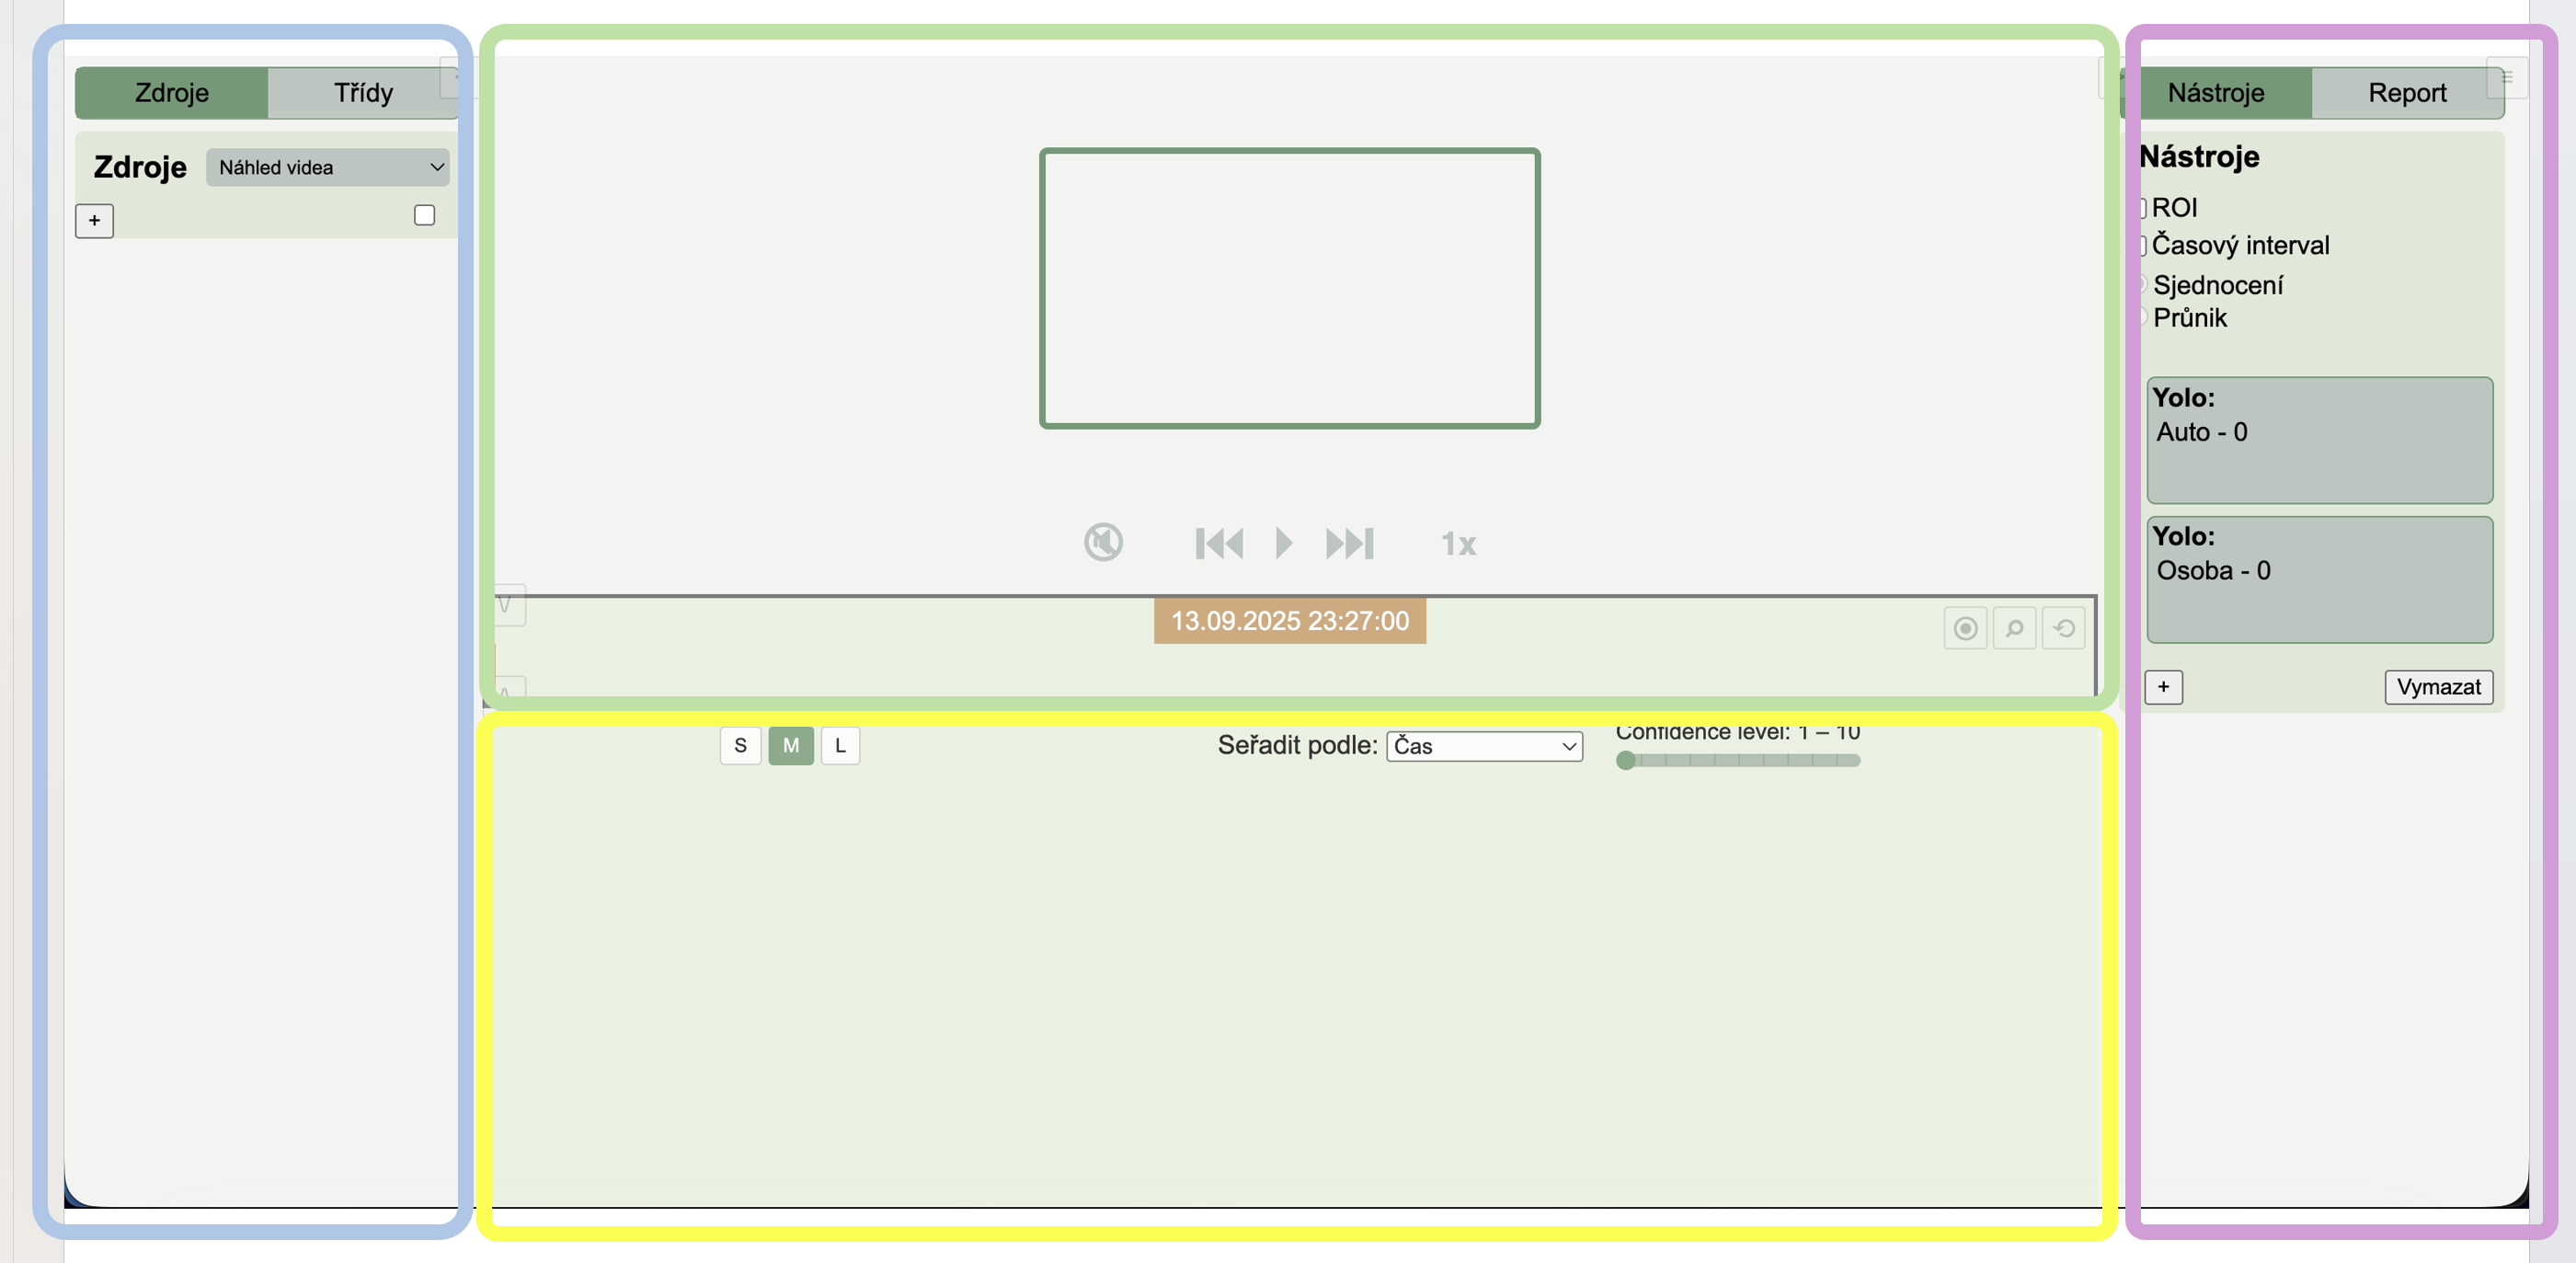 Zdroje
Třídy
Zdroje
Náhled videa
+
1x
V
13.09.2025 23:27:00
S
M
L
Seřadit podle:
Čas
Confidence level: 1 – 10
Nástroje
Report
Nástroje
ROI
Časový interval
Sjednocení
Průnik
Yolo:
Auto - 0
Yolo:
Osoba - 0
+
Vymazat